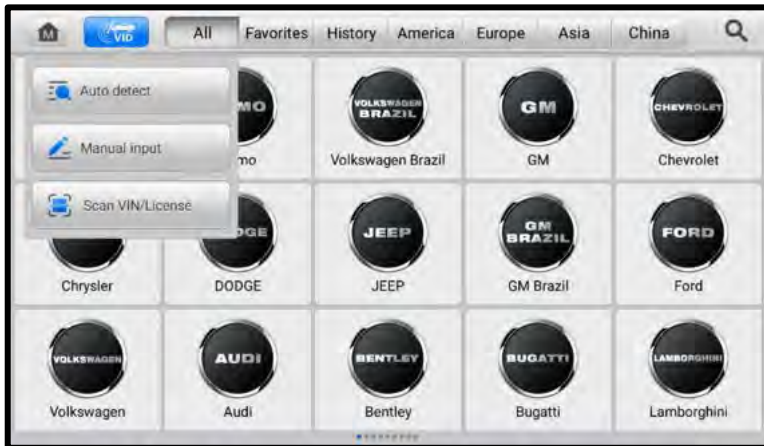 M
VID
All Favorites History America Europe Asia China
Auto detect
Manual input
Scan VIN/License
MO
mo
VOLKSWAGEN
BRAZIL
Volkswagen Brazil
GM
GM
CHEVROLET
Chevrolet
Chrysler
DGE
DODGE
JEEP
JEEP
GM
BRAZIL
GM Brazil
FORD
Ford
VOLKSWAGEN
Volkswagen
AUDI
Audi
BENTLEY
Bentley
BUGATTI
Bugatti
LAMBORGHINI
Lamborghini